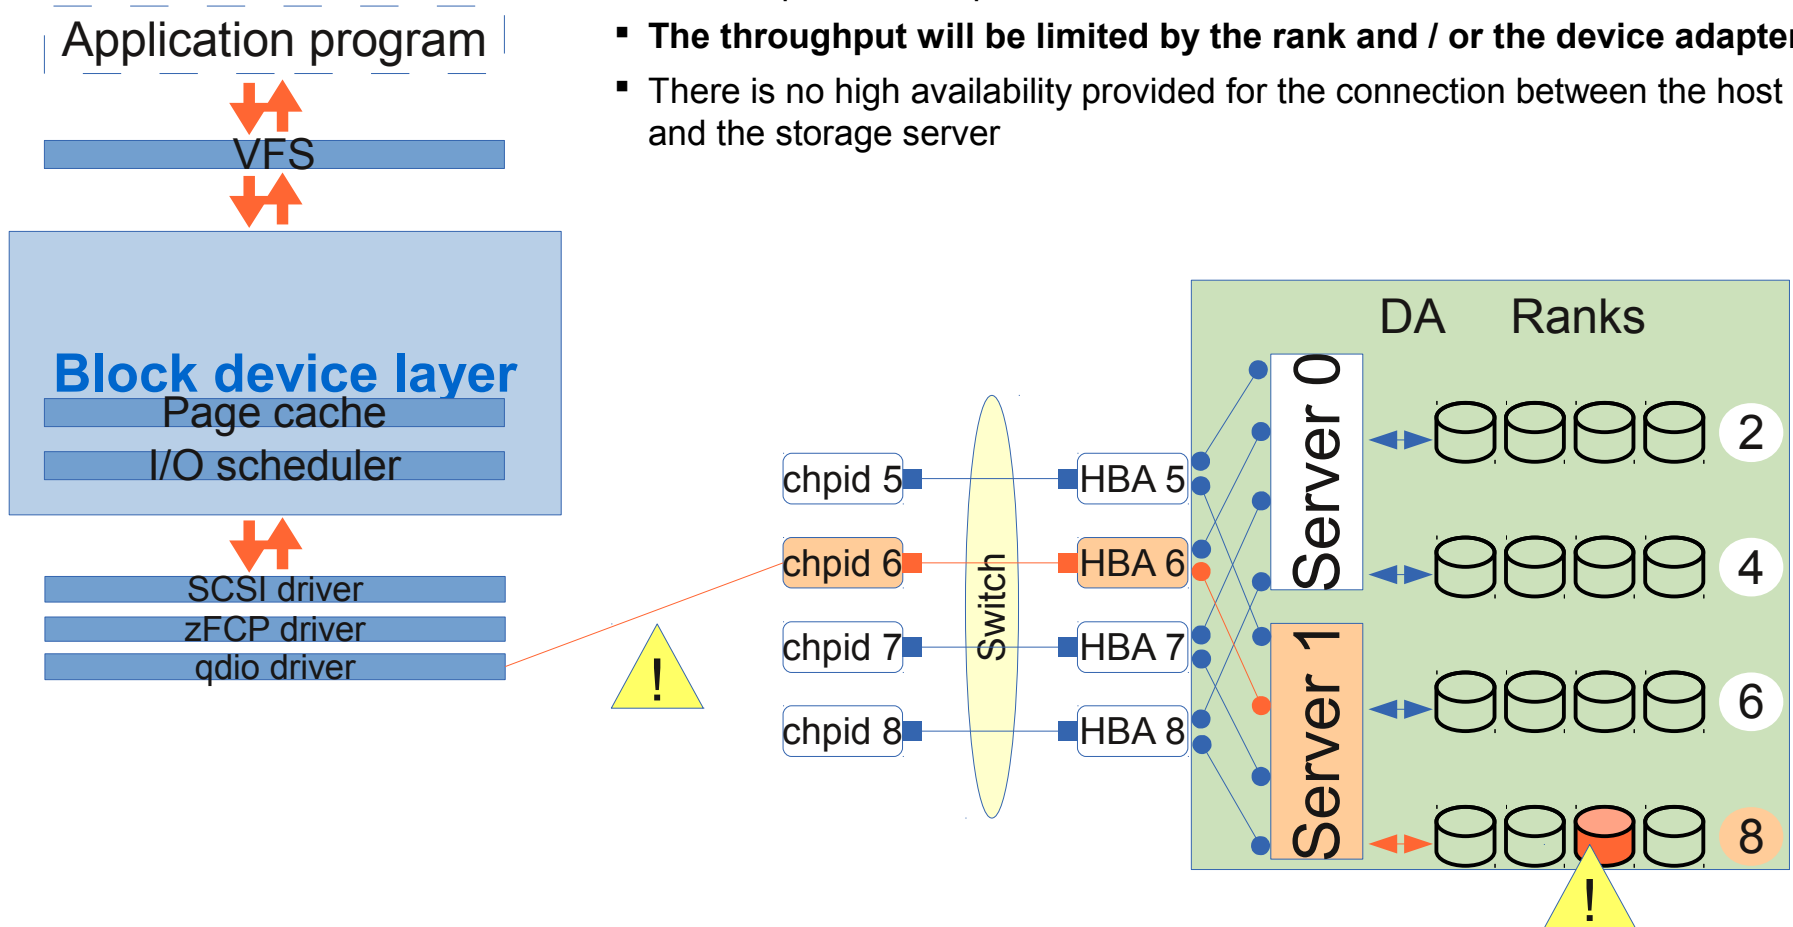 Application program
▪ The throughput will be limited by the rank and / or the device adapter
▪ There is no high availability provided for the connection between the host
and the storage server
VFS
Block device layer
Page cache
I/O scheduler
SCSI driver
zFCP driver
qdio driver
!
chpid 5
chpid 6
chpid 7
chpid 8
Switch
HBA 5
HBA 6
HBA 7
HBA 8
DA Ranks
Server 0
Server 1
2
4
6
8
!